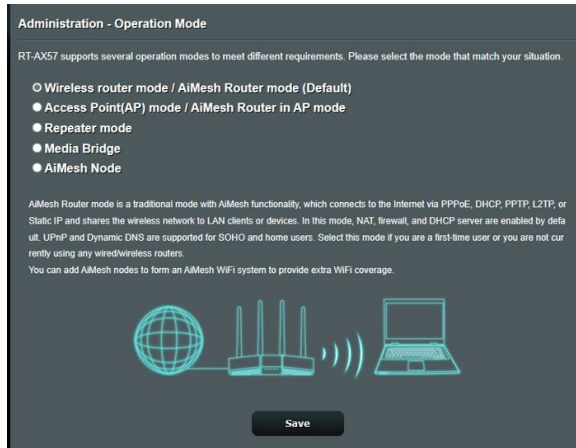 Administration - Operation Mode
RT-AX57 supports several operation modes to meet different requirements. Please select the mode that match your situation.
Wireless router mode / AiMesh Router mode (Default)
Access Point(AP) mode / AiMesh Router in AP mode
Repeater mode
Media Bridge
AiMesh Node
AiMesh Router mode is a traditional mode with AiMesh functionality, which connects to the Internet via PPPoE, DHCP, PPTP, L2TP, or
Static IP and shares the wireless network to LAN clients or devices. In this mode, NAT, firewall, and DHCP server are enabled by defa
ult. UPnP and Dynamic DNS are supported for SOHO and home users. Select this mode if you are a first-time user or you are not cur
rently using any wired/wireless routers.
You can add AiMesh nodes to form an AiMesh WiFi system to provide extra WiFi coverage.
Save